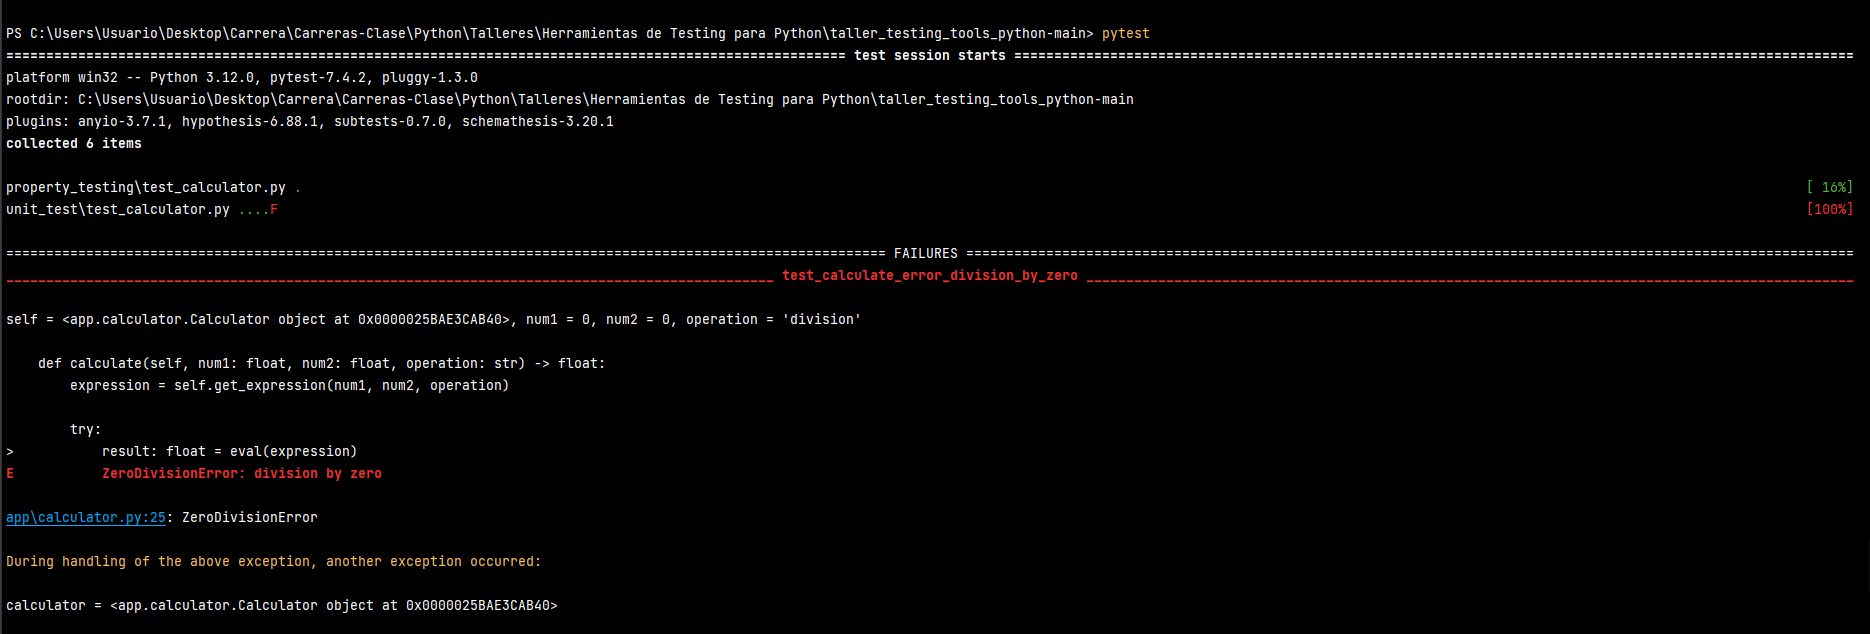 PS C:\Users\Usuario\Desktop\Carrera\Carreras-Clase\Python\Talleres\Herramientas de Testing para Python\taller_testing_tools_python-main> pytest
========================================================================================================= test session starts =========================================================================================================
platform win32 -- Python 3.12.0, pytest-7.4.2, pluggy-1.3.0
rootdir: C:\Users\Usuario\Desktop\Carrera\Carreras-Clase\Python\Talleres\Herramientas de Testing para Python\taller_testing_tools_python-main
plugins: anyio-3.7.1, hypothesis-6.88.1, subtests-0.7.0, schemathesis-3.20.1
collected 6 items
property_testing\test_calculator.py . [ 16%]
unit_test\test_calculator.py ....F [100%]
============================================================================================================== FAILURES ===============================================================================================================
________________________________________________________________________________________________ test_calculate_error_division_by_zero ________________________________________________________________________________________________
self = <app.calculator.Calculator object at 0x0000025BAE3CAB40>, num1 = 0, num2 = 0, operation = 'division'
    def calculate(self, num1: float, num2: float, operation: str) -> float:
        expression = self.get_expression(num1, num2, operation)
        try:
>           result: float = eval(expression)
E           ZeroDivisionError: division by zero
app\calculator.py:25: ZeroDivisionError
During handling of the above exception, another exception occurred:
calculator = <app.calculator.Calculator object at 0x0000025BAE3CAB40>